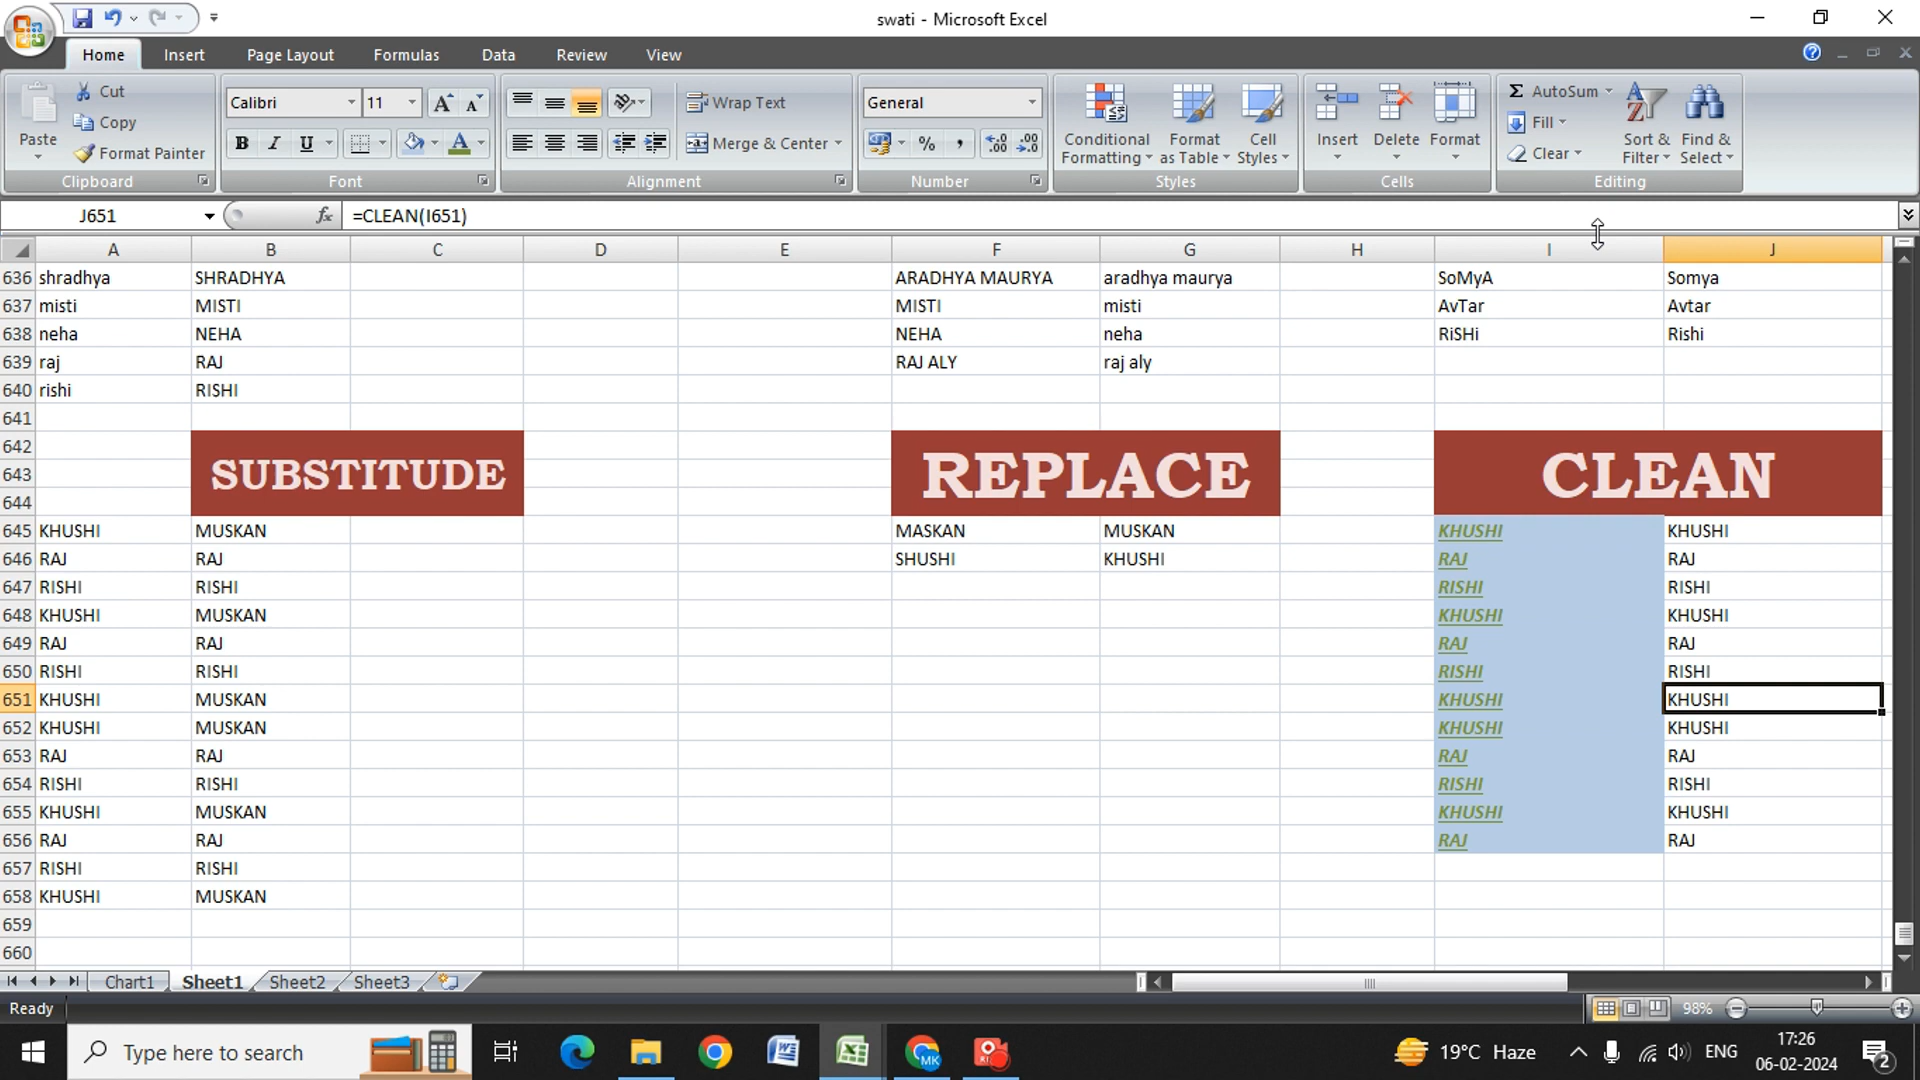 swati - Microsoft Excel
Home Insert Page Layout Formulas Data Review View
Paste Cut Copy Format Painter Clipboard
Calibri 11 B I U Font
Wrap Text Merge & Center Alignment
General % , Number
Conditional Formatting Format as Table Cell Styles Styles
Insert Delete Format Cells
Σ AutoSum Fill Clear Sort & Filter Find & Select Editing
J651 fx =CLEAN(I651)
A B C D E F G H I J
636 shradhya SHRADHYA ARADHYA MAURYA aradhya maurya SoMyA Somya
637 misti MISTI MISTI misti AvTar Avtar
638 neha NEHA NEHA neha RiSHi Rishi
639 raj RAJ RAJ ALY raj aly
640 rishi RISHI
641
642
643 SUBSTITUDE REPLACE CLEAN
644
645 KHUSHI MUSKAN MASKAN MUSKAN KHUSHI KHUSHI
646 RAJ RAJ SHUSHI KHUSHI RAJ RAJ
647 RISHI RISHI RISHI RISHI
648 KHUSHI MUSKAN KHUSHI KHUSHI
649 RAJ RAJ RAJ RAJ
650 RISHI RISHI RISHI RISHI
651 KHUSHI MUSKAN KHUSHI KHUSHI
652 KHUSHI MUSKAN KHUSHI KHUSHI
653 RAJ RAJ RAJ RAJ
654 RISHI RISHI RISHI RISHI
655 KHUSHI MUSKAN KHUSHI KHUSHI
656 RAJ RAJ RAJ RAJ
657 RISHI RISHI
658 KHUSHI MUSKAN
659
660
Chart1 Sheet1 Sheet2 Sheet3
Ready 98%
Type here to search MK 19°C Haze ENG 17:26
06-02-2024 2